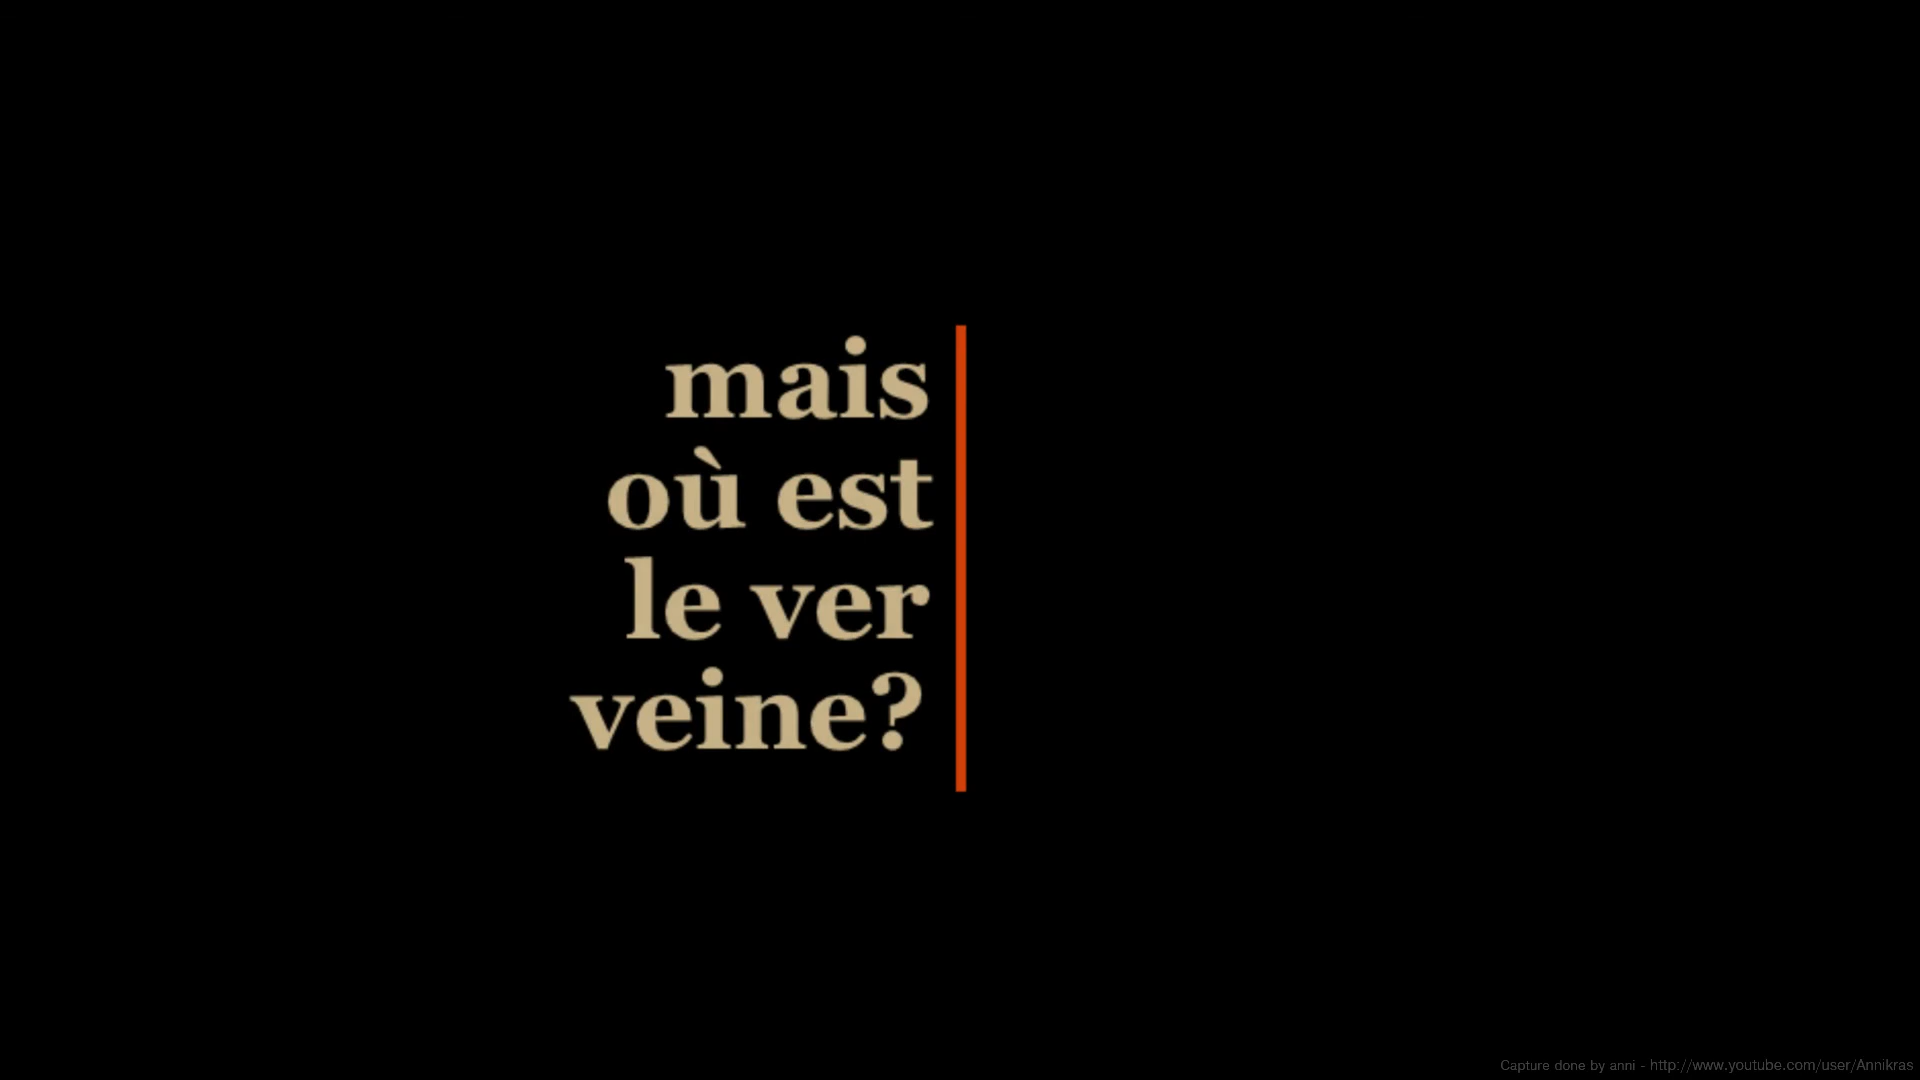 mais
où est
le ver
veine?
Capture done by anni - http://www.youtube.com/user/Annikras